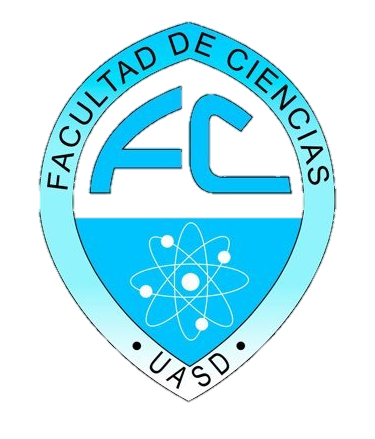 FACULTAD DE CIENCIAS
FC
• UASD •